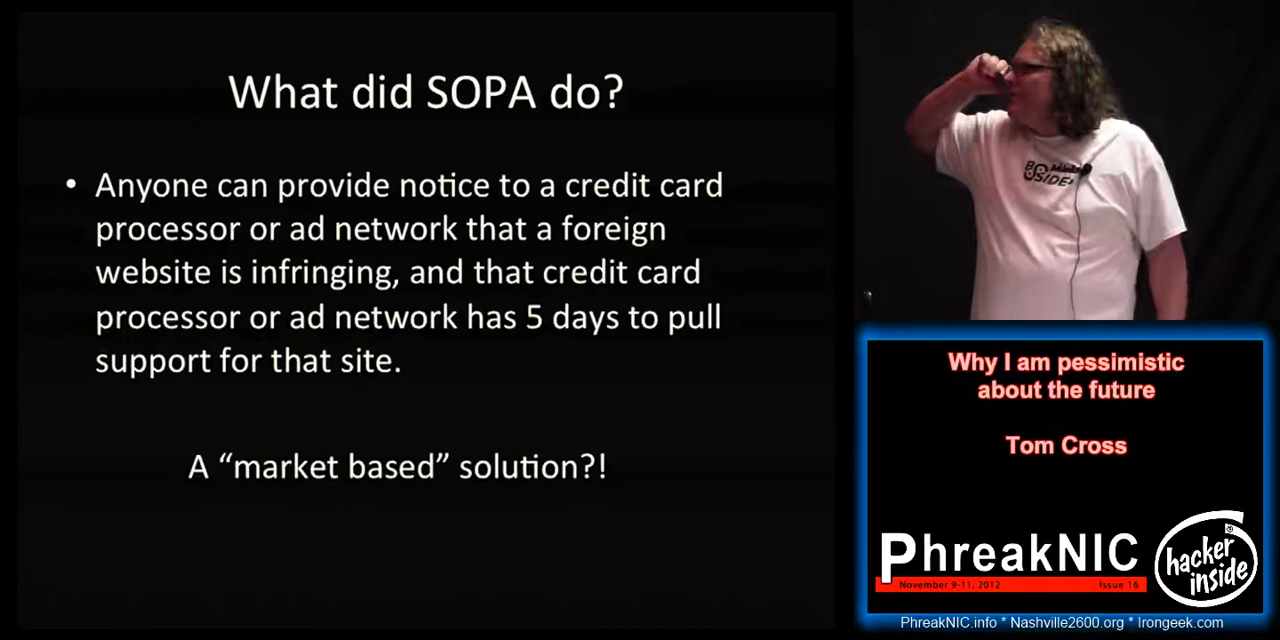 What did SOPA do?
• Anyone can provide notice to a credit card
processor or ad network that a foreign
website is infringing, and that credit card
processor or ad network has 5 days to pull
support for that site.
A “market based” solution?!
B
SIDES
Why I am pessimistic
about the future
Tom Cross
PhreakNIC
November 9-11, 2012
Issue 16
hacker
inside
PhreakNIC.info * Nashville2600.org * Irongeek.com